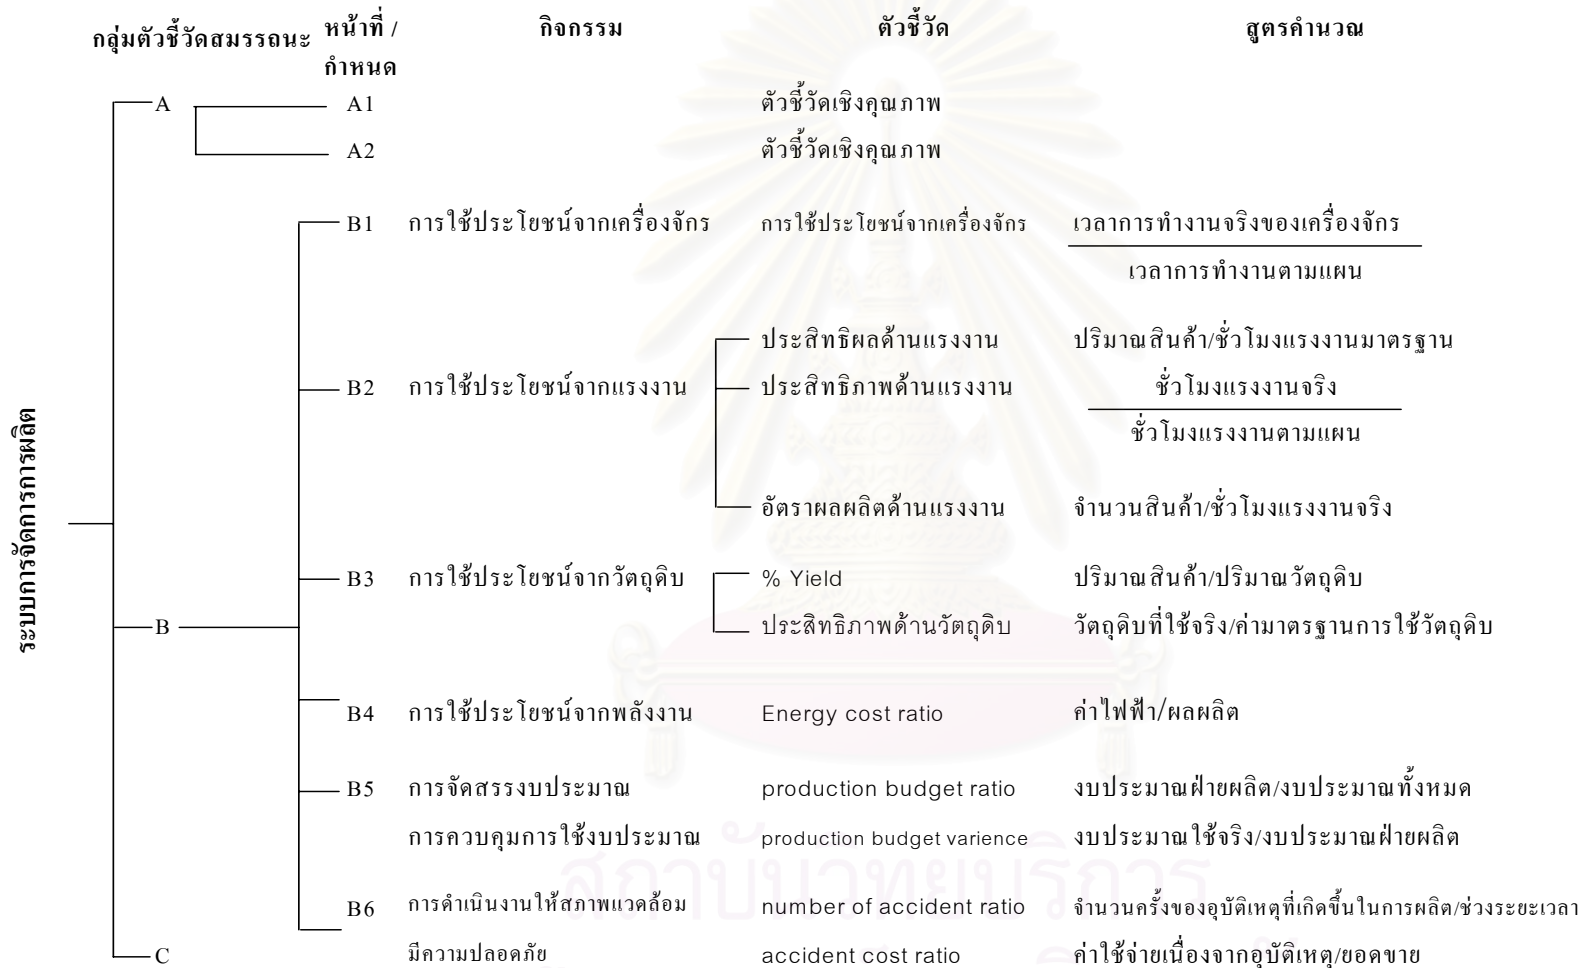 กลุ่มตัวชี้วัดสมรรถนะ หน้าที่ / กิจกรรม ตัวชี้วัด สูตรคำนวณ
กำหนด
A A1 ตัวชี้วัดเชิงคุณภาพ
A2 ตัวชี้วัดเชิงคุณภาพ
B1 การใช้ประโยชน์จากเครื่องจักร การใช้ประโยชน์จากเครื่องจักร เวลาการทำงานจริงของเครื่องจักร
เวลาการทำงานตามแผน
ประสิทธิผลด้านแรงงาน ปริมาณสินค้า/ชั่วโมงแรงงานมาตรฐาน
B2 การใช้ประโยชน์จากแรงงาน ประสิทธิภาพด้านแรงงาน ชั่วโมงแรงงานจริง
ชั่วโมงแรงงานตามแผน
อัตราผลผลิตด้านแรงงาน จำนวนสินค้า/ชั่วโมงแรงงานจริง
ระบบการจัดการการผลิต
B3 การใช้ประโยชน์จากวัตถุดิบ % Yield ปริมาณสินค้า/ปริมาณวัตถุดิบ
B ประสิทธิภาพด้านวัตถุดิบ วัตถุดิบที่ใช้จริง/ค่ามาตรฐานการใช้วัตถุดิบ
B4 การใช้ประโยชน์จากพลังงาน Energy cost ratio ค่าไฟฟ้า/ผลผลิต
B5 การจัดสรรงบประมาณ production budget ratio งบประมาณฝ่ายผลิต/งบประมาณทั้งหมด
การควบคุมการใช้งบประมาณ production budget varience งบประมาณใช้จริง/งบประมาณฝ่ายผลิต
สถาบันวิทยบริการ
B6 การดำเนินงานให้สภาพแวดล้อม number of accident ratio จำนวนครั้งของอุบัติเหตุที่เกิดขึ้นในการผลิต/ช่วงระยะเวลา
C มีความปลอดภัย accident cost ratio ค่าใช้จ่ายเนื่องจากอุบัติเหตุ/ยอดขาย